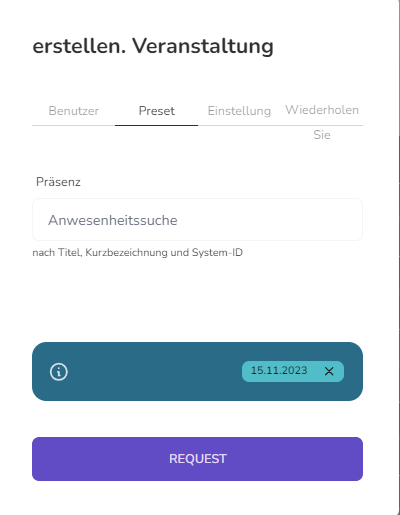 erstellen. Veranstaltung
Benutzer Preset Einstellung Wiederholen
Sie
Präsenz
Anwesenheitssuche
nach Titel, Kurzbezeichnung und System-ID
15.11.2023
REQUEST